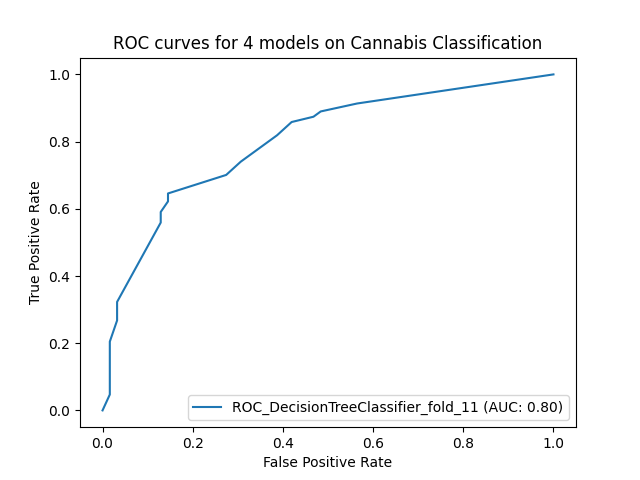 ROC curves for 4 models on Cannabis Classification
True Positive Rate
1.0
0.8
0.6
0.4
0.2
0.0
ROC_DecisionTreeClassifier_fold_11 (AUC: 0.80)
0.0 0.2 0.4 0.6 0.8 1.0
False Positive Rate